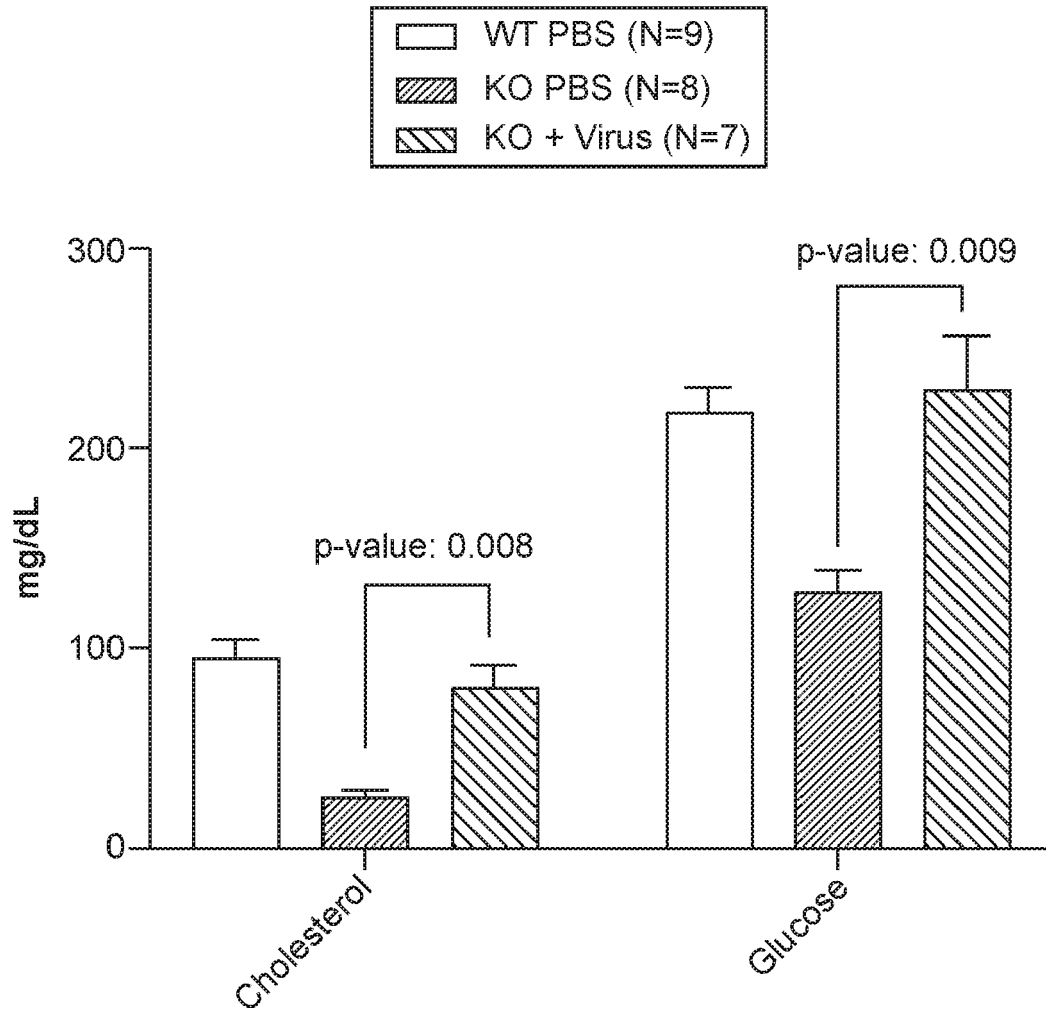 WT PBS (N=9)
KO PBS (N=8)
KO + Virus (N=7)
300
p-value: 0.009
200
mg/dL
p-value: 0.008
100
0
Cholesterol
Glucose